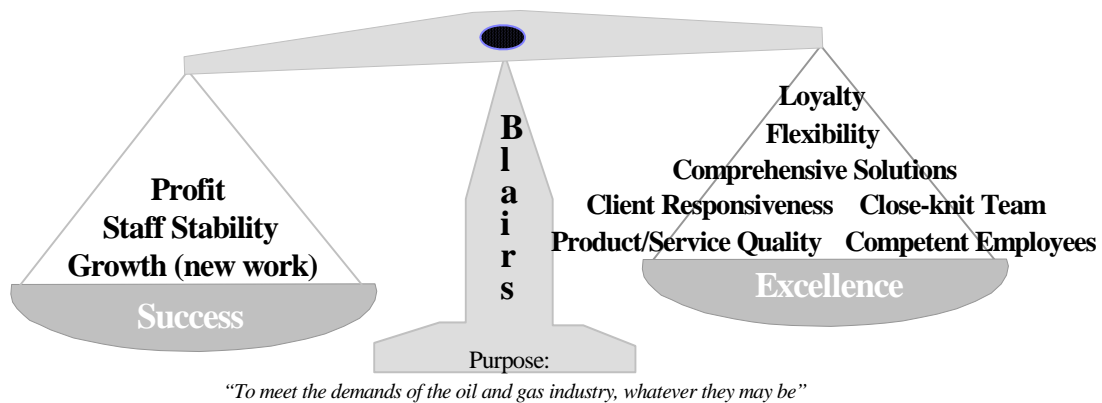 Profit
Staff Stability
Growth (new work)
Success
Blairs
Loyalty
Flexibility
Comprehensive Solutions
Client Responsiveness Close-knit Team
Product/Service Quality Competent Employees
Excellence
Purpose:
“To meet the demands of the oil and gas industry, whatever they may be”